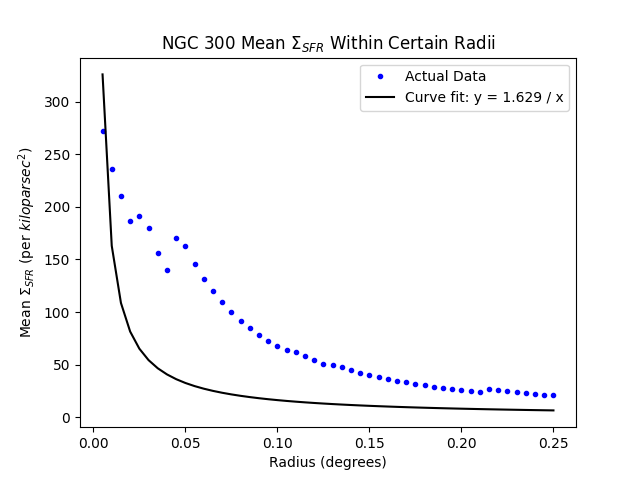 NGC 300 Mean Σ_SFR Within Certain Radii
Actual Data
Curve fit: y = 1.629 / x
Mean Σ_SFR (per kiloparsec²)
300
250
200
150
100
50
0
0.00 0.05 0.10 0.15 0.20 0.25
Radius (degrees)